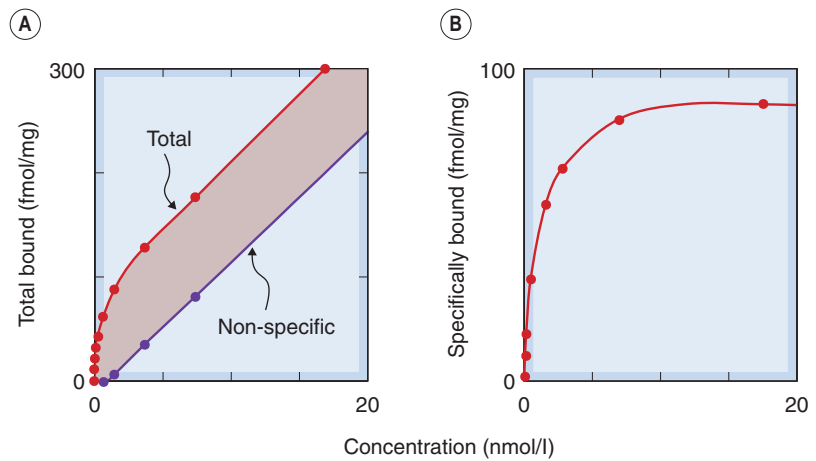 A
B
300
Total bound (fmol/mg)
Total
Non-specific
0
0
20
100
Specifically bound (fmol/mg)
0
0
20
Concentration (nmol/l)